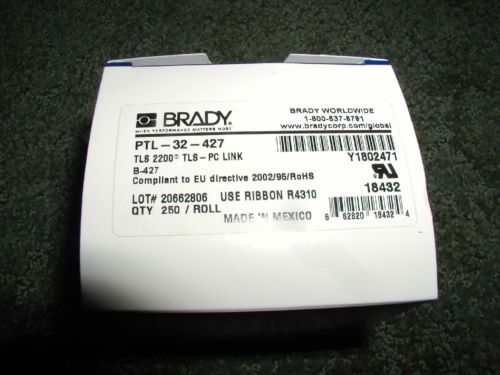 BRADY
WHEN PERFORMANCE MATTERS MOST
BRADY WORLDWIDE
1-800-537-8791
www.bradycorp.com/global
PTL-32-427
TLS 2200® TLS-PC LINK
Y1802471
B-427
Compliant to EU directive 2002/95/RoHS
18432
LOT# 20662806 USE RIBBON R4310
QTY 250 / ROLL
MADE IN MEXICO
6 62820 18432 4